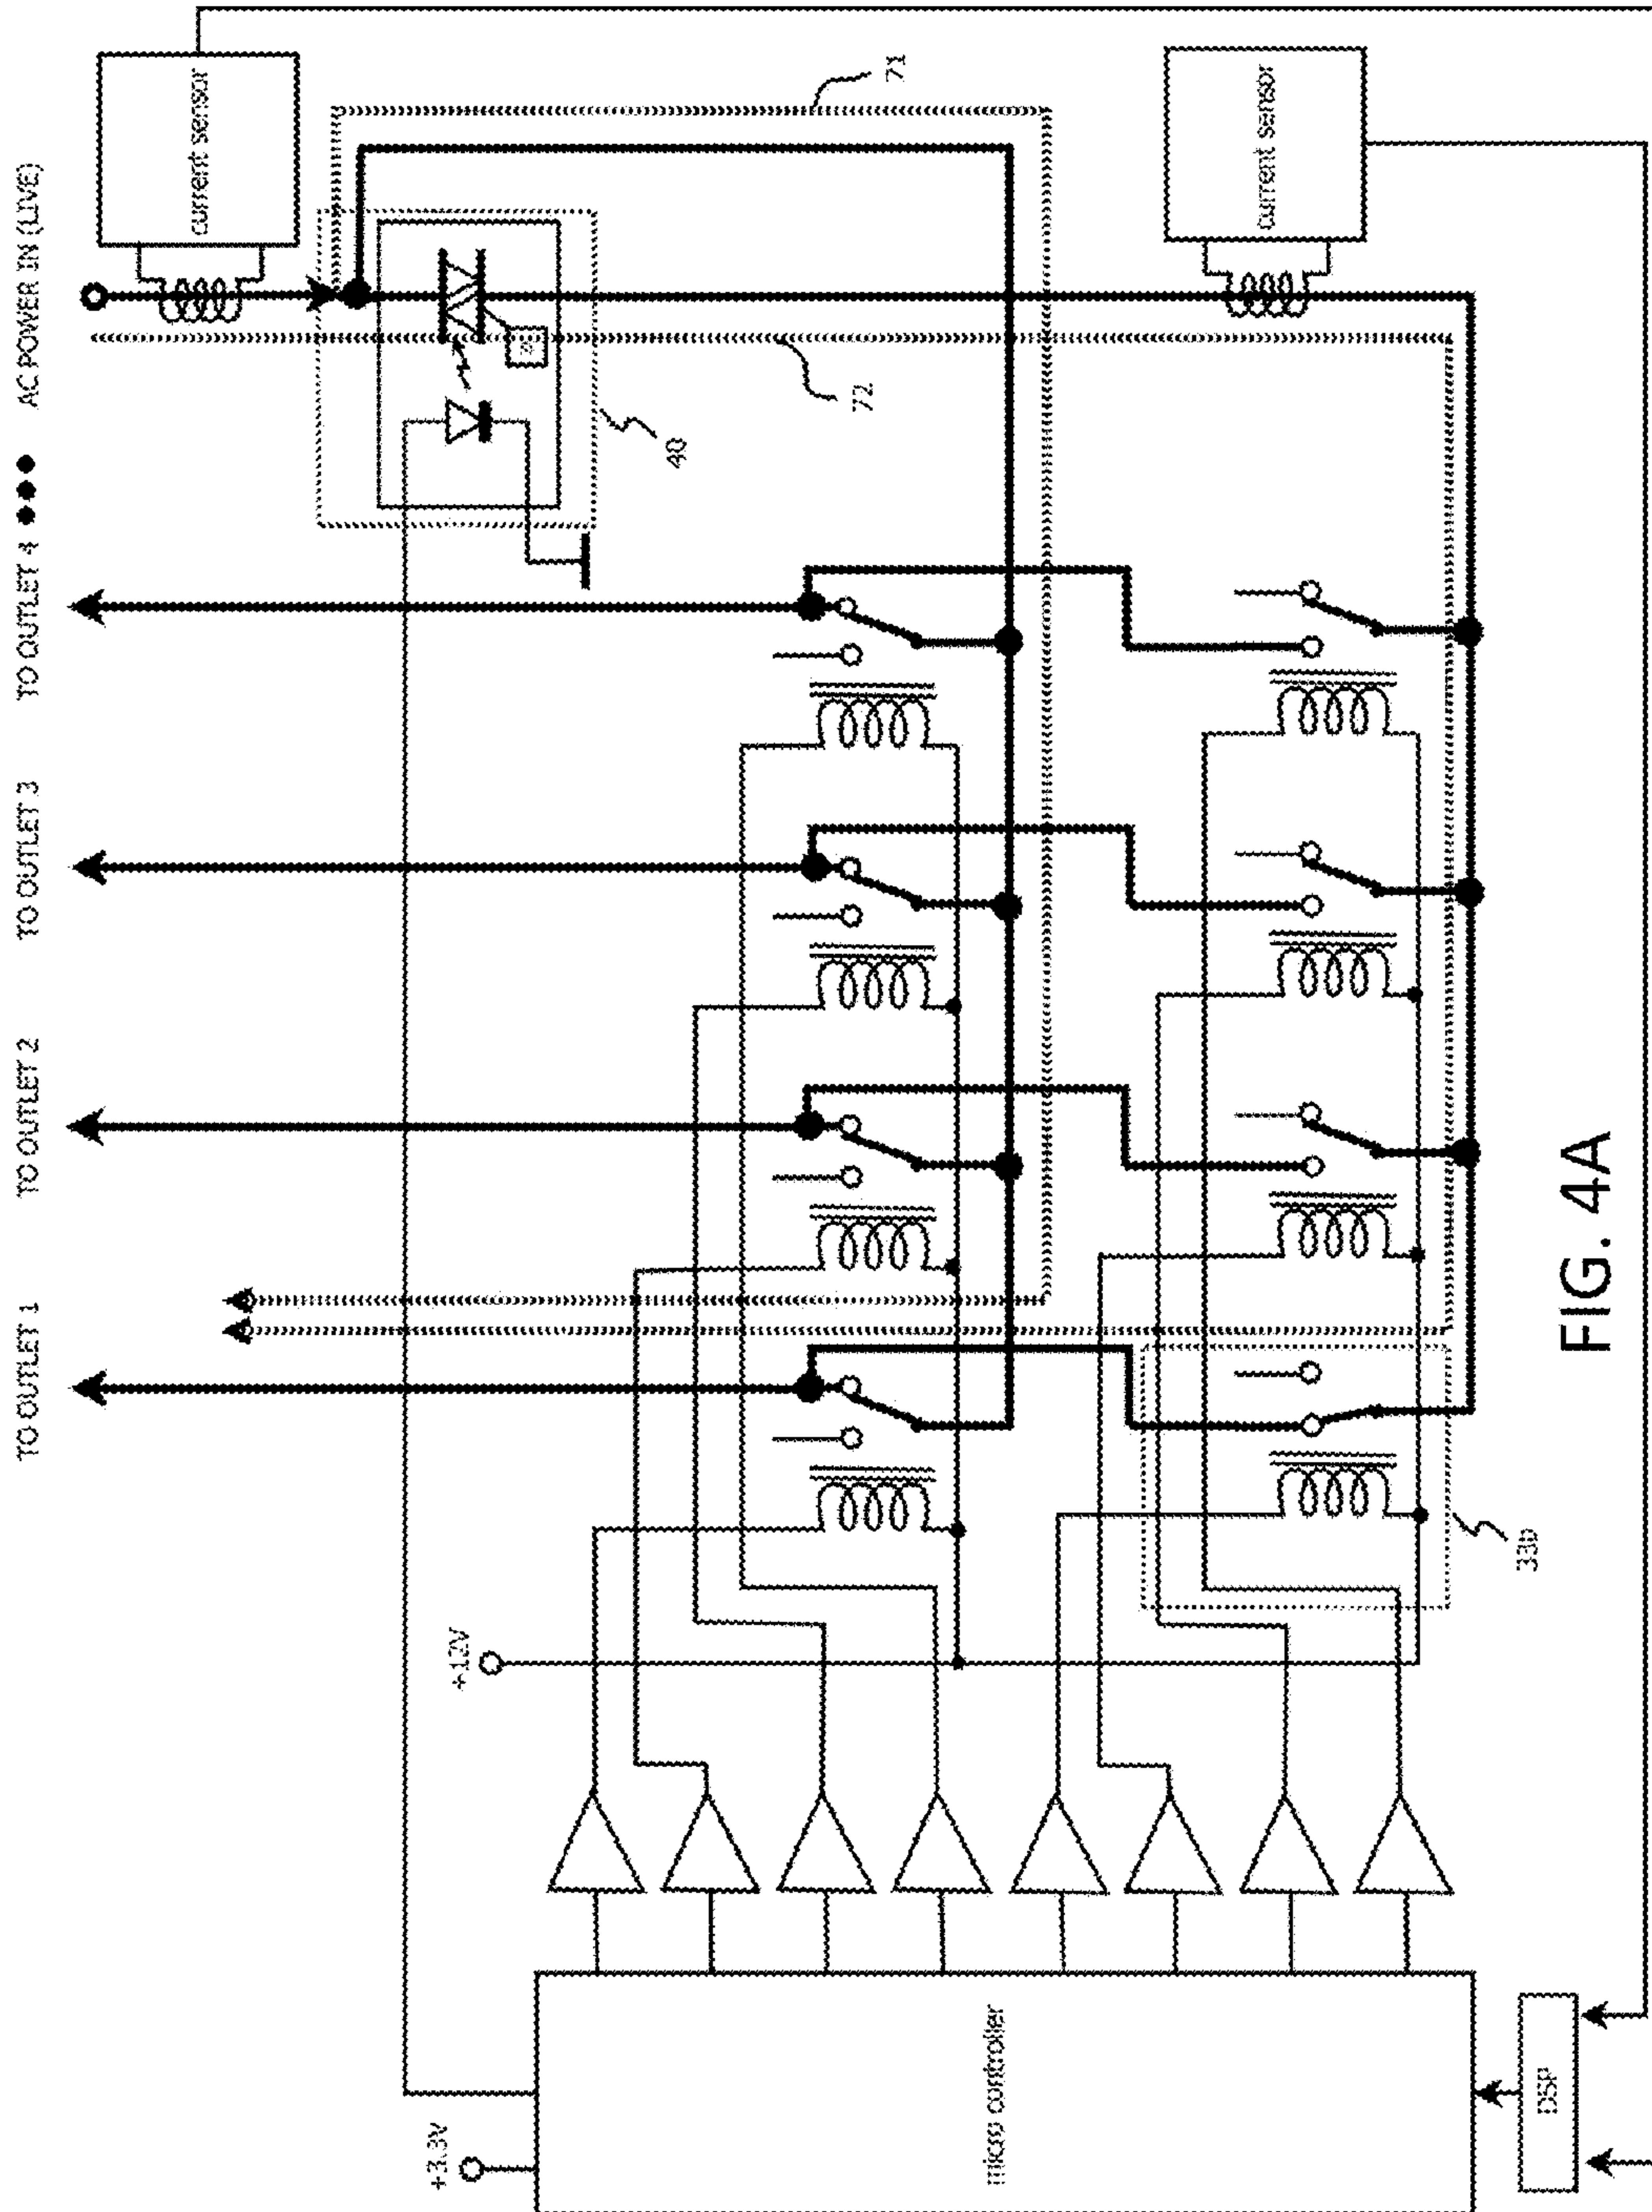 TO OUTLET 1
TO OUTLET 2
TO OUTLET 3
TO OUTLET 4
AC POWER IN (LIVE)
current sensor
71
72
40
current sensor
+12V
33b
+3.3V
micro controller
DSP
FIG. 4A